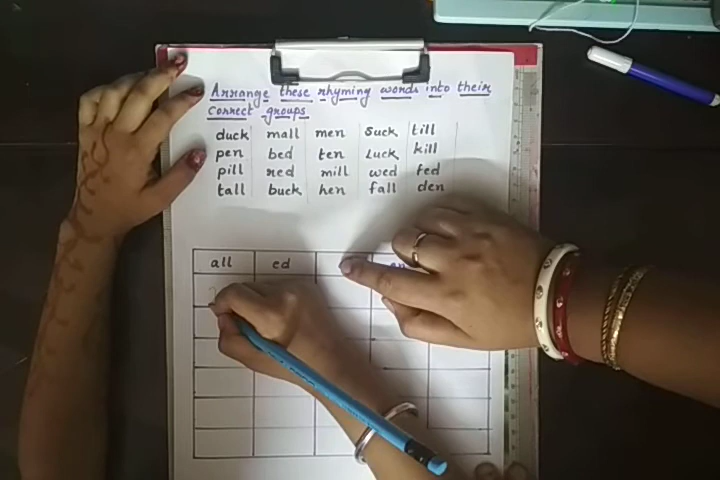 Arrange these rhyming words into their
correct groups
duck mall men suck till
pen bed ten Luck kill
pill red mill wed fed
tall buck hen fall den
all ed